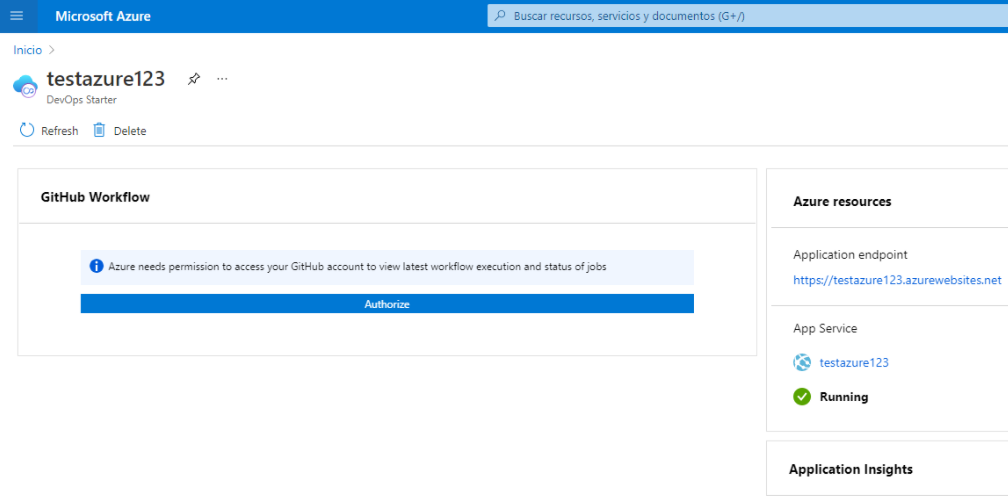 Microsoft Azure
Buscar recursos, servicios y documentos (G+/)
Inicio >
testazure123 ...
DevOps Starter
Refresh Delete
GitHub Workflow
Azure needs permission to access your GitHub account to view latest workflow execution and status of jobs
Authorize
Azure resources
Application endpoint
https://testazure123.azurewebsites.net
App Service
testazure123
Running
Application Insights